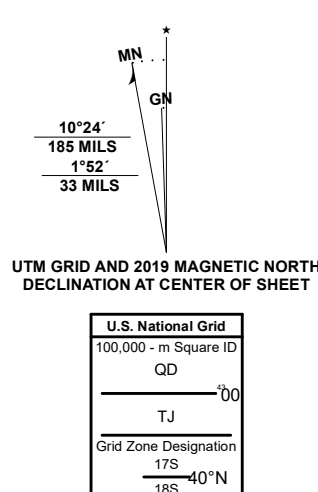 ★
MN
GN
10°24´
185 MILS
1°52´
33 MILS
UTM GRID AND 2019 MAGNETIC NORTH
DECLINATION AT CENTER OF SHEET
U.S. National Grid
100,000 - m Square ID
QD
4300
TJ
Grid Zone Designation
17S
40°N
18S